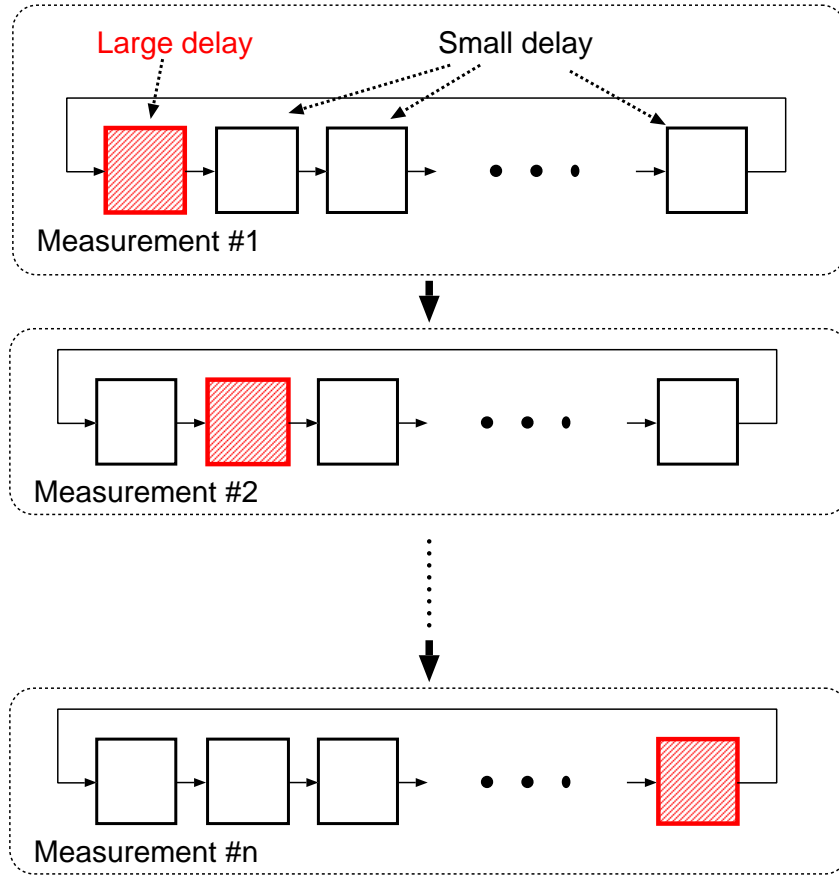 Large delay
Small delay
Measurement #1
Measurement #2
Measurement #n